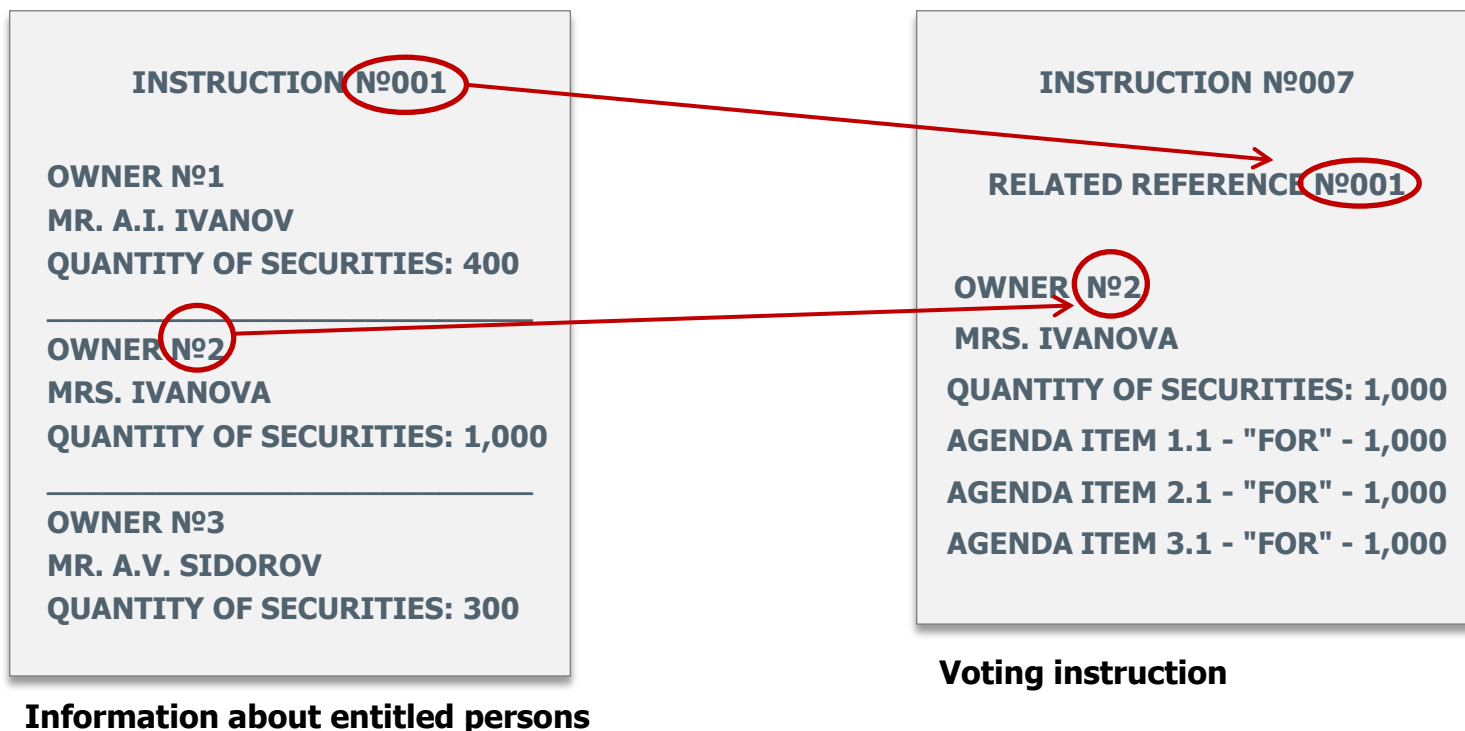 INSTRUCTION №001
OWNER №1
MR. A.I. IVANOV
QUANTITY OF SECURITIES: 400
OWNER №2
MRS. IVANOVA
QUANTITY OF SECURITIES: 1,000
OWNER №3
MR. A.V. SIDOROV
QUANTITY OF SECURITIES: 300
Information about entitled persons
INSTRUCTION №007
RELATED REFERENCE №001
OWNER №2
MRS. IVANOVA
QUANTITY OF SECURITIES: 1,000
AGENDA ITEM 1.1 - "FOR" - 1,000
AGENDA ITEM 2.1 - "FOR" - 1,000
AGENDA ITEM 3.1 - "FOR" - 1,000
Voting instruction